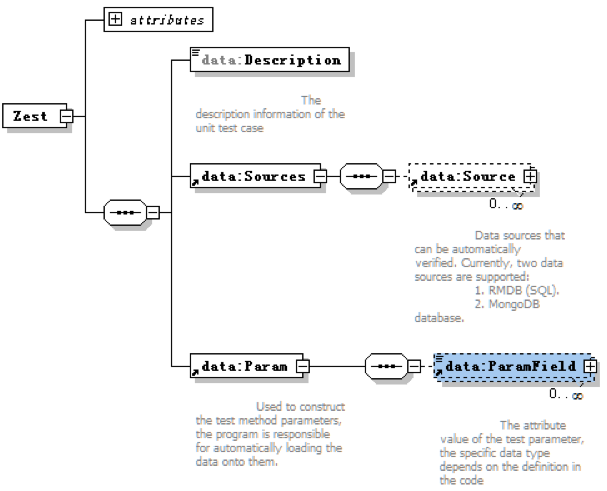 attributes
data:Description
The
description information of the
unit test case
Zest
data:Sources
data:Source
0..∞
Data sources that
can be automatically
verified. Currently, two data
sources are supported:
1. RMDB (SQL).
2. MongoDB
database.
data:Param
data:ParamField
0..∞
Used to construct
the test method parameters,
the program is responsible
for automatically loading the
data onto them.
The attribute
value of the test parameter,
the specific data type
depends on the definition in
the code